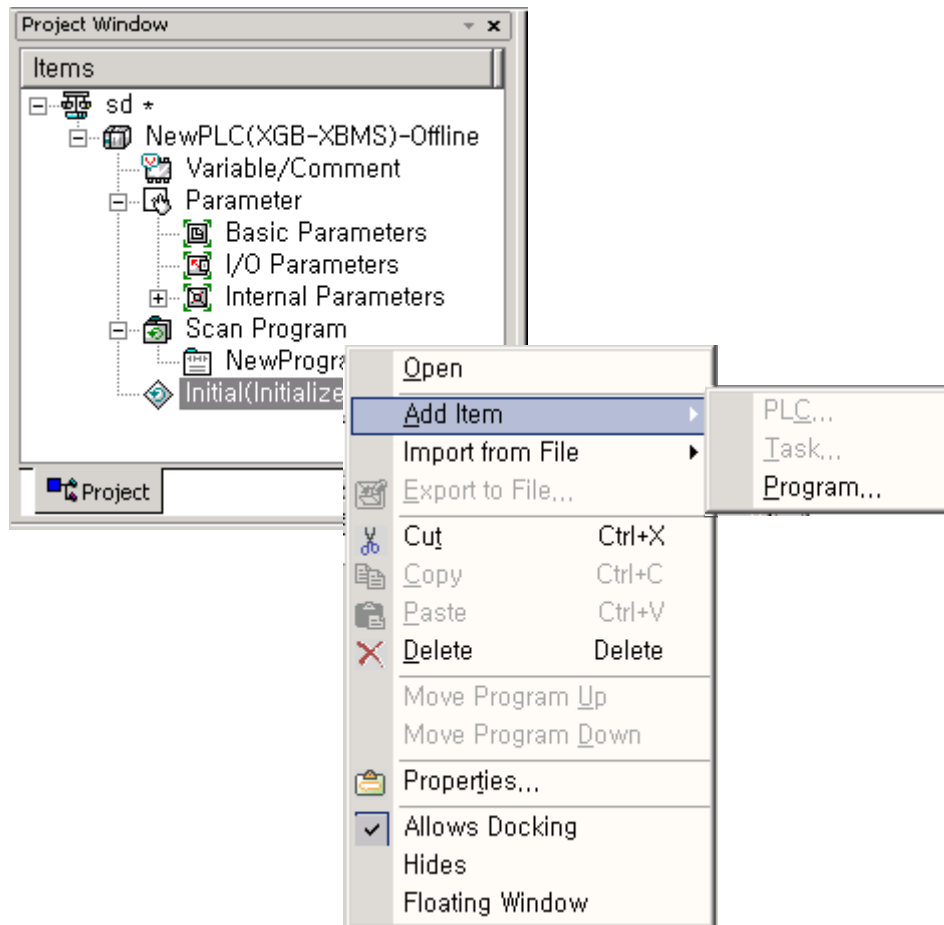 Project Window
Items
sd *
NewPLC(XGB-XBMS)-Offline
Variable/Comment
Parameter
Basic Parameters
I/O Parameters
Internal Parameters
Scan Program
NewProgra
Initial(Initialize
Project
Open
Add Item
Import from File
Export to File...
Cut Ctrl+X
Copy Ctrl+C
Paste Ctrl+V
Delete Delete
Move Program Up
Move Program Down
Properties...
Allows Docking
Hides
Floating Window
PLC...
Task...
Program...